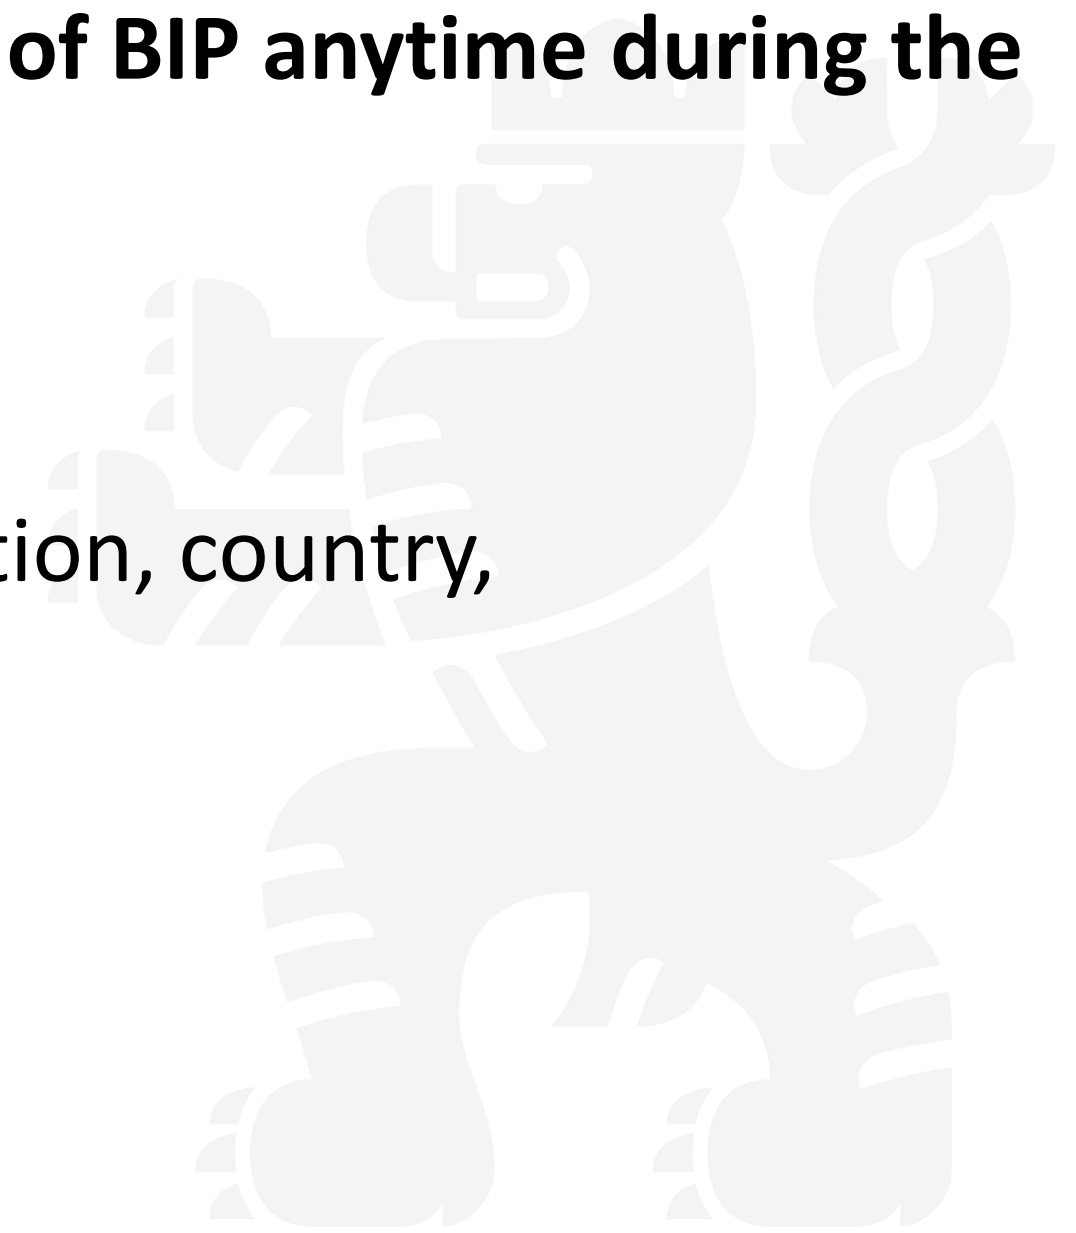 of BIP anytime during the
tion, country,